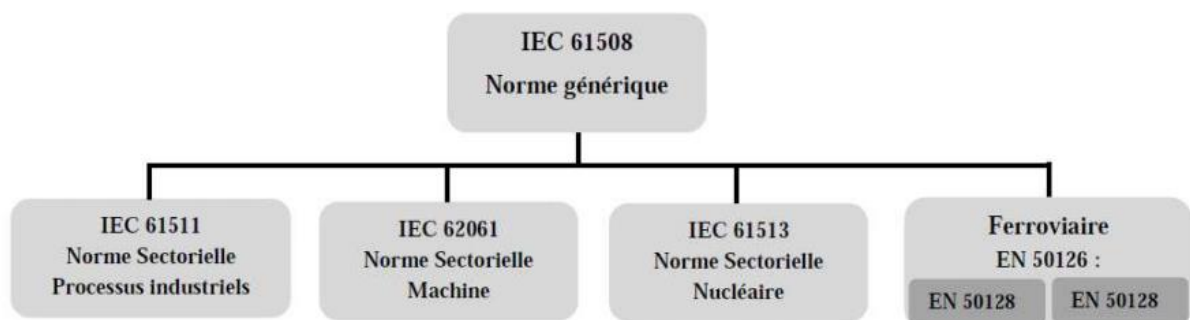 IEC 61508
Norme générique
IEC 61511
Norme Sectorielle
Processus industriels
IEC 62061
Norme Sectorielle
Machine
IEC 61513
Norme Sectorielle
Nucléaire
Ferroviaire
EN 50126 :
EN 50128
EN 50128